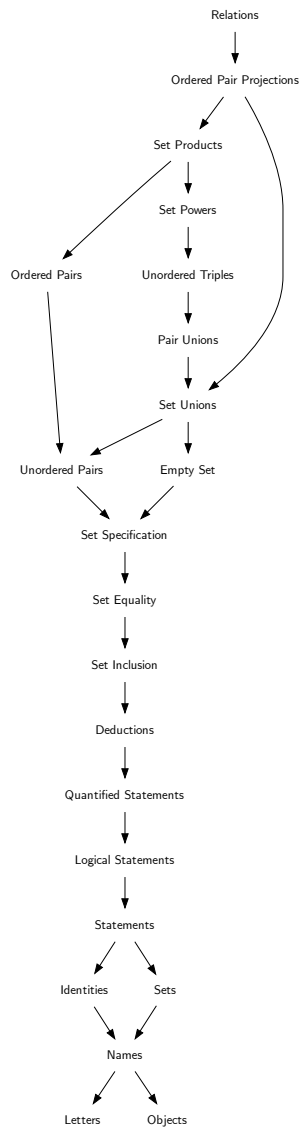 Relations
Ordered Pair Projections
Set Products
Set Powers
Ordered Pairs
Unordered Triples
Pair Unions
Set Unions
Unordered Pairs
Empty Set
Set Specification
Set Equality
Set Inclusion
Deductions
Quantified Statements
Logical Statements
Statements
Identities
Sets
Names
Letters
Objects